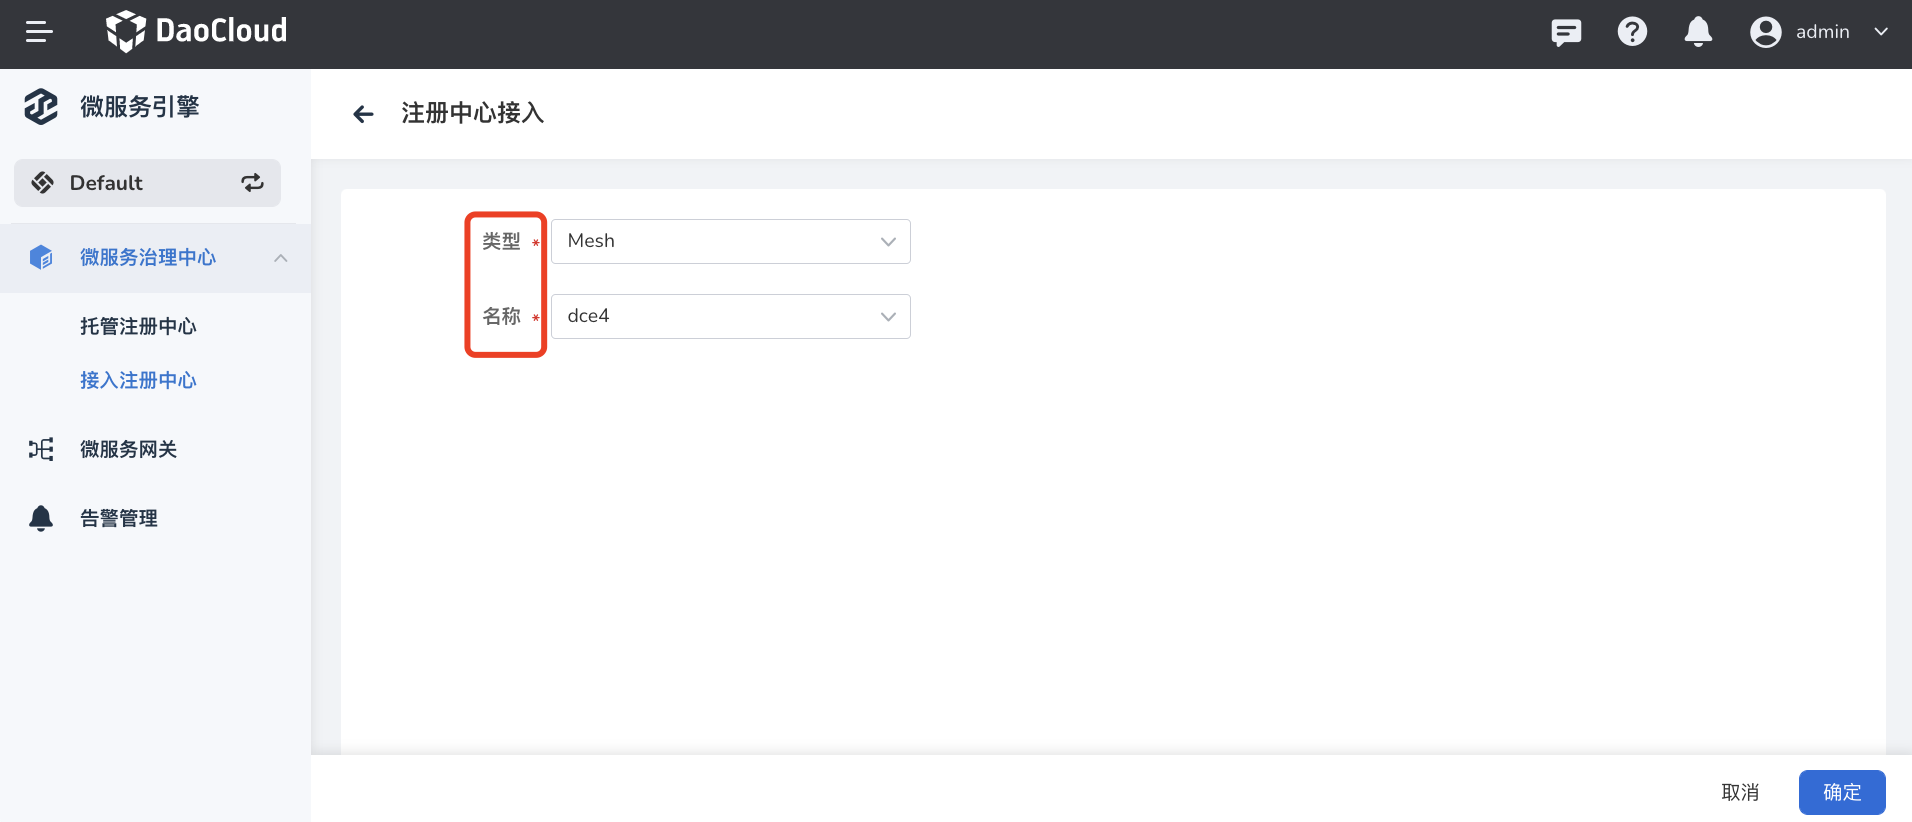 DaoCloud
admin
微服务引擎
Default
微服务治理中心
托管注册中心
接入注册中心
微服务网关
告警管理
注册中心接入
类型 * Mesh
名称 * dce4
取消
确定